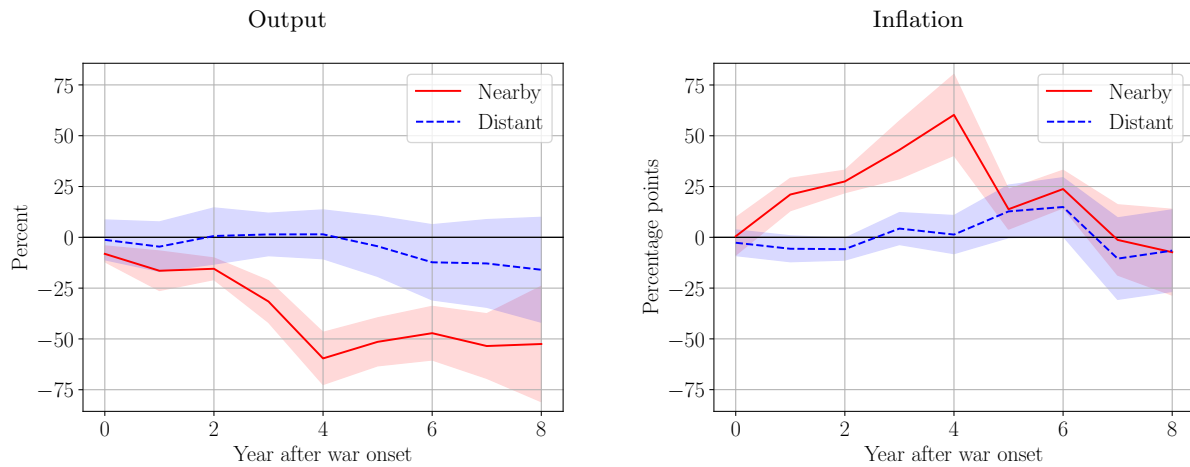 Output
Percent
75
50
25
0
−25
−50
−75
Nearby
Distant
0 2 4 6 8
Year after war onset
Inflation
Percentage points
75
50
25
0
−25
−50
−75
Nearby
Distant
0 2 4 6 8
Year after war onset